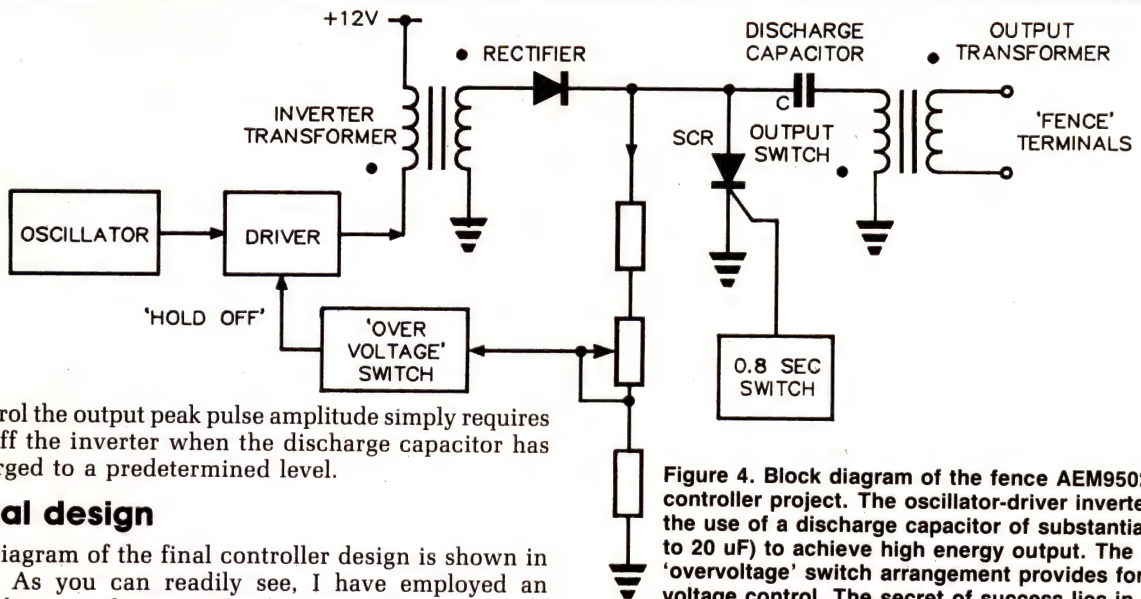 +12V
RECTIFIER
DISCHARGE
CAPACITOR
OUTPUT
TRANSFORMER
INVERTER
TRANSFORMER
C
SCR
OUTPUT
SWITCH
'FENCE'
TERMINALS
OSCILLATOR
DRIVER
'HOLD OFF'
'OVER
VOLTAGE'
SWITCH
0.8 SEC
SWITCH
rol the output peak pulse amplitude simply requires
off the inverter when the discharge capacitor has
rged to a predetermined level.
al design
diagram of the final controller design is shown in
As you can readily see, I have employed an
Figure 4. Block diagram of the fence AEM950
controller project. The oscillator-driver inverte
the use of a discharge capacitor of substantia
to 20 uF) to achieve high energy output. The
'overvoltage' switch arrangement provides for
voltage control. The secret of success lies in